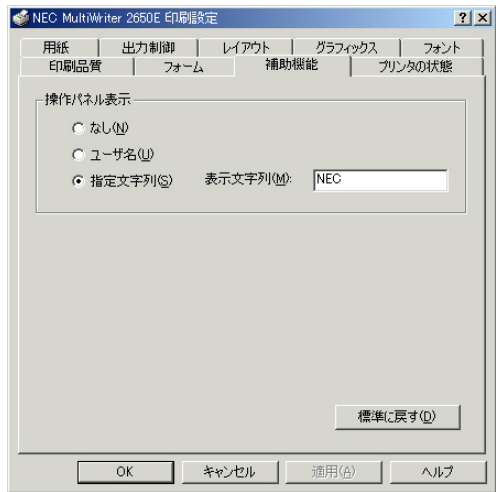 NEC MultiWriter 2650E 印刷設定
用紙 出力制御 レイアウト グラフィックス フォント
印刷品質 フォーム 補助機能 プリンタの状態
操作パネル表示
なし(N)
ユーザ名(U)
指定文字列(S) 表示文字列(M): NEC
標準に戻す(D)
OK キャンセル 適用(A) ヘルプ